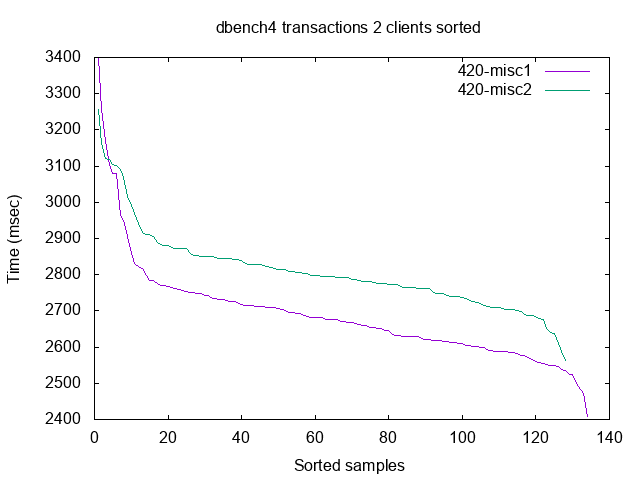 dbench4 transactions 2 clients sorted
3400
3300
3200
3100
3000
2900
2800
2700
2600
2500
2400
Time (msec)
420-misc1
420-misc2
0 20 40 60 80 100 120 140
Sorted samples